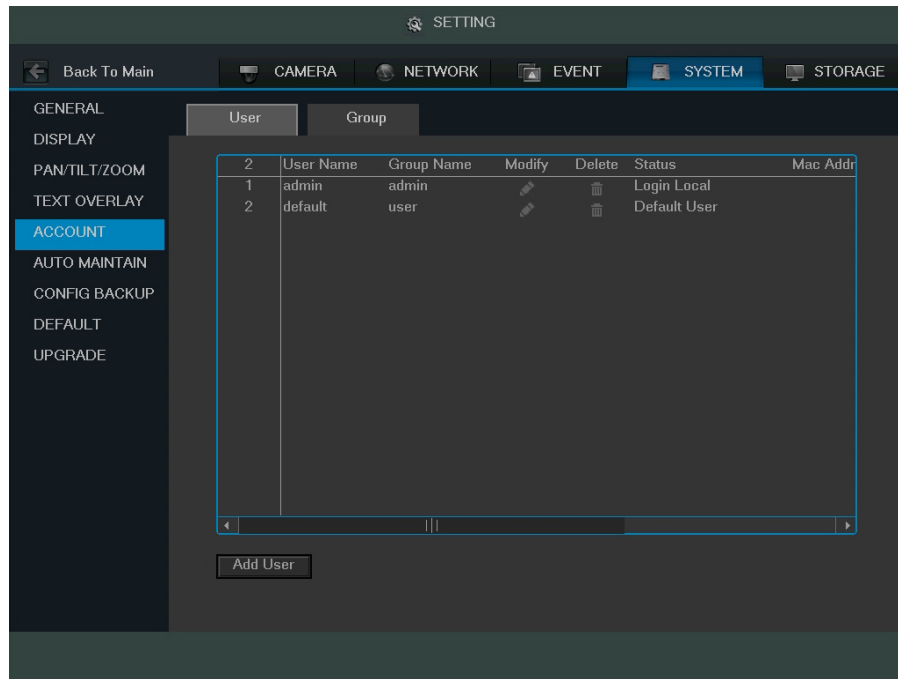 SETTING
Back To Main CAMERA NETWORK EVENT SYSTEM STORAGE
GENERAL
DISPLAY
PAN/TILT/ZOOM
TEXT OVERLAY
ACCOUNT
AUTO MAINTAIN
CONFIG BACKUP
DEFAULT
UPGRADE
User Group
2 User Name Group Name Modify Delete Status Mac Addr
1 admin admin Login Local
2 default user Default User
Add User